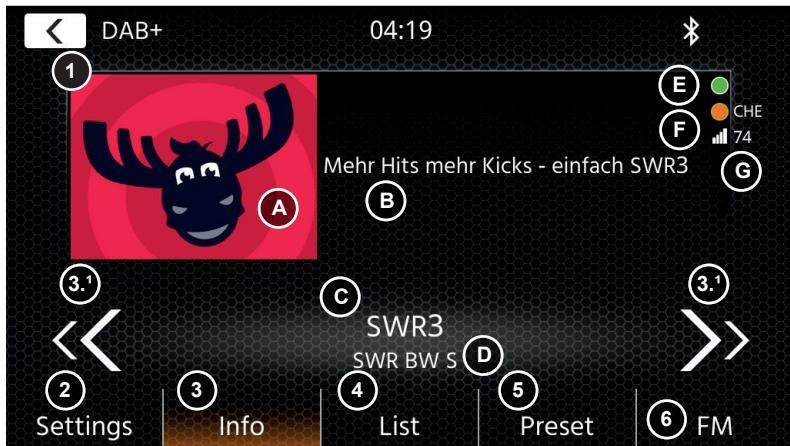 DAB+ 04:19
1
E
CHE
F
74
G
Mehr Hits mehr Kicks - einfach SWR3
A
B
3.¹ 3.¹
C
SWR3
SWR BW S D
2 3 4 5 6
Settings Info List Preset FM